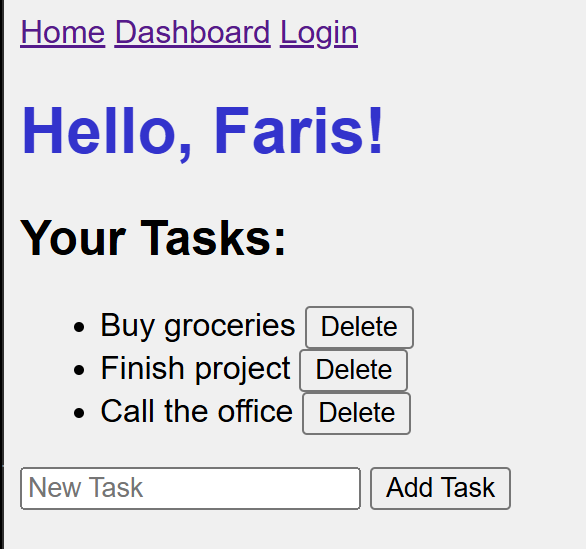 Home Dashboard Login
Hello, Faris!
Your Tasks:
Buy groceries Delete
Finish project Delete
Call the office Delete
New Task Add Task